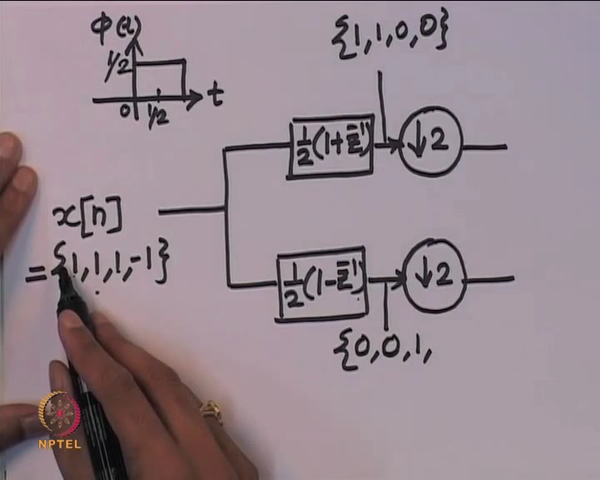 φ(t)
1/2
0 1/2 t
{1,1,0,0}
1/2(1+z⁻¹) ↓2
x[n]
= {1,1,1,-1}
1/2(1-z⁻¹) ↓2
{0,0,1,
NPTEL